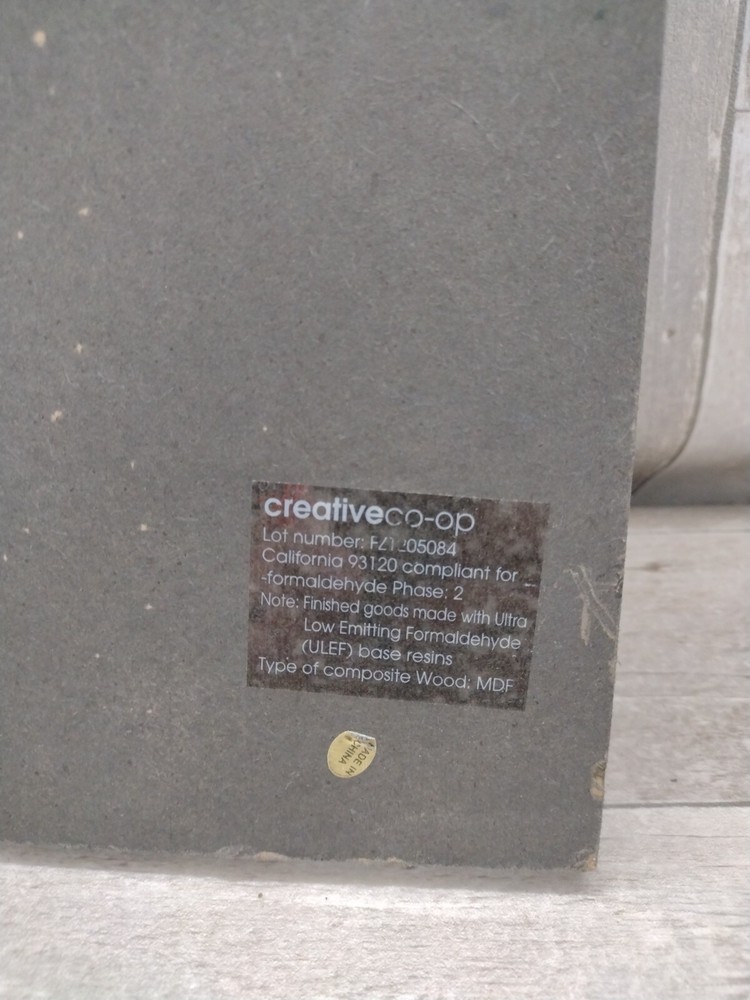 creativeco-op
Lot number: 
California 93120 compliant for
-formaldehyde Phase: 2
Note: Finished goods made with Ultra
Low Emitting Formaldehyde
(ULEF) base resins
Type of composite Wood: MDF
MADE IN
CHINA